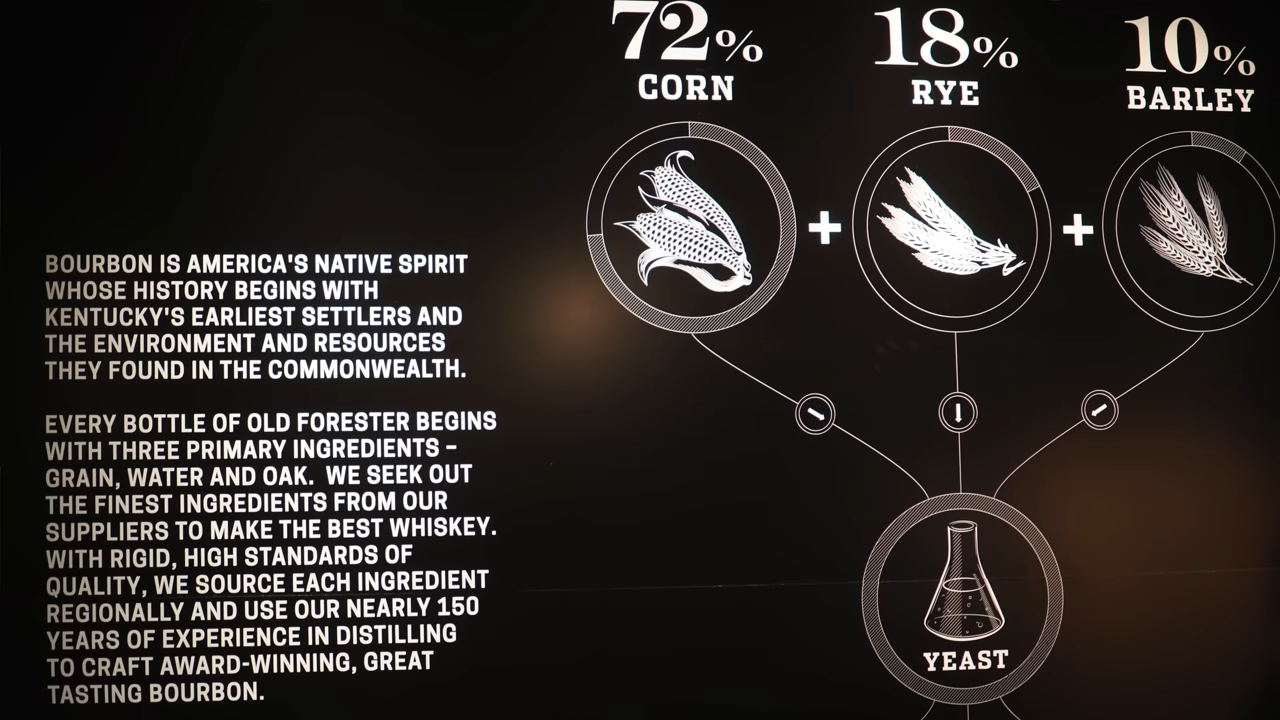 72%
CORN
18%
RYE
10%
BARLEY
BOURBON IS AMERICA'S NATIVE SPIRIT
WHOSE HISTORY BEGINS WITH
KENTUCKY'S EARLIEST SETTLERS AND
THE ENVIRONMENT AND RESOURCES
THEY FOUND IN THE COMMONWEALTH.
EVERY BOTTLE OF OLD FORESTER BEGINS
WITH THREE PRIMARY INGREDIENTS –
GRAIN, WATER AND OAK. WE SEEK OUT
THE FINEST INGREDIENTS FROM OUR
SUPPLIERS TO MAKE THE BEST WHISKEY.
WITH RIGID, HIGH STANDARDS OF
QUALITY, WE SOURCE EACH INGREDIENT
REGIONALLY AND USE OUR NEARLY 150
YEARS OF EXPERIENCE IN DISTILLING
TO CRAFT AWARD-WINNING, GREAT
TASTING BOURBON.
YEAST